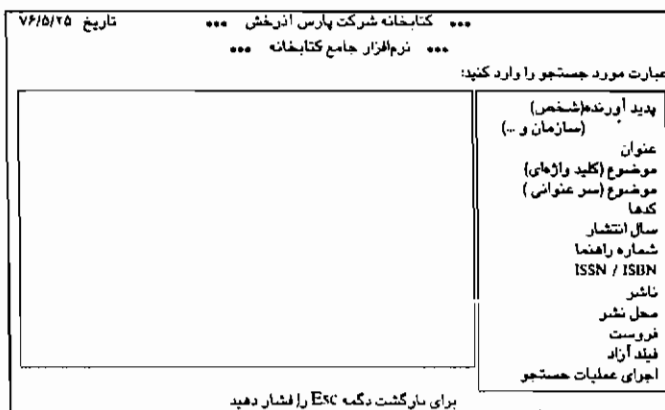 ••• کتابخانه شرکت پارس آذرخش ••• تاریخ ۷۶/۵/۲۵
••• نرم‌افزار جامع کتابخانه •••
عبارت مورد جستجو را وارد کنید:
پدید آورنده(شخص)
(سازمان و ...)
عنوان
موضوع (کلید واژه‌ای)
موضوع (سر عنوانی )
کدها
سال انتشار
شماره راهنما
ISSN / ISBN
ناشر
محل نشر
فروست
فیلد آزاد
اجرای عملیات جستجو
برای بازگشت دگمه Esc را فشار دهید